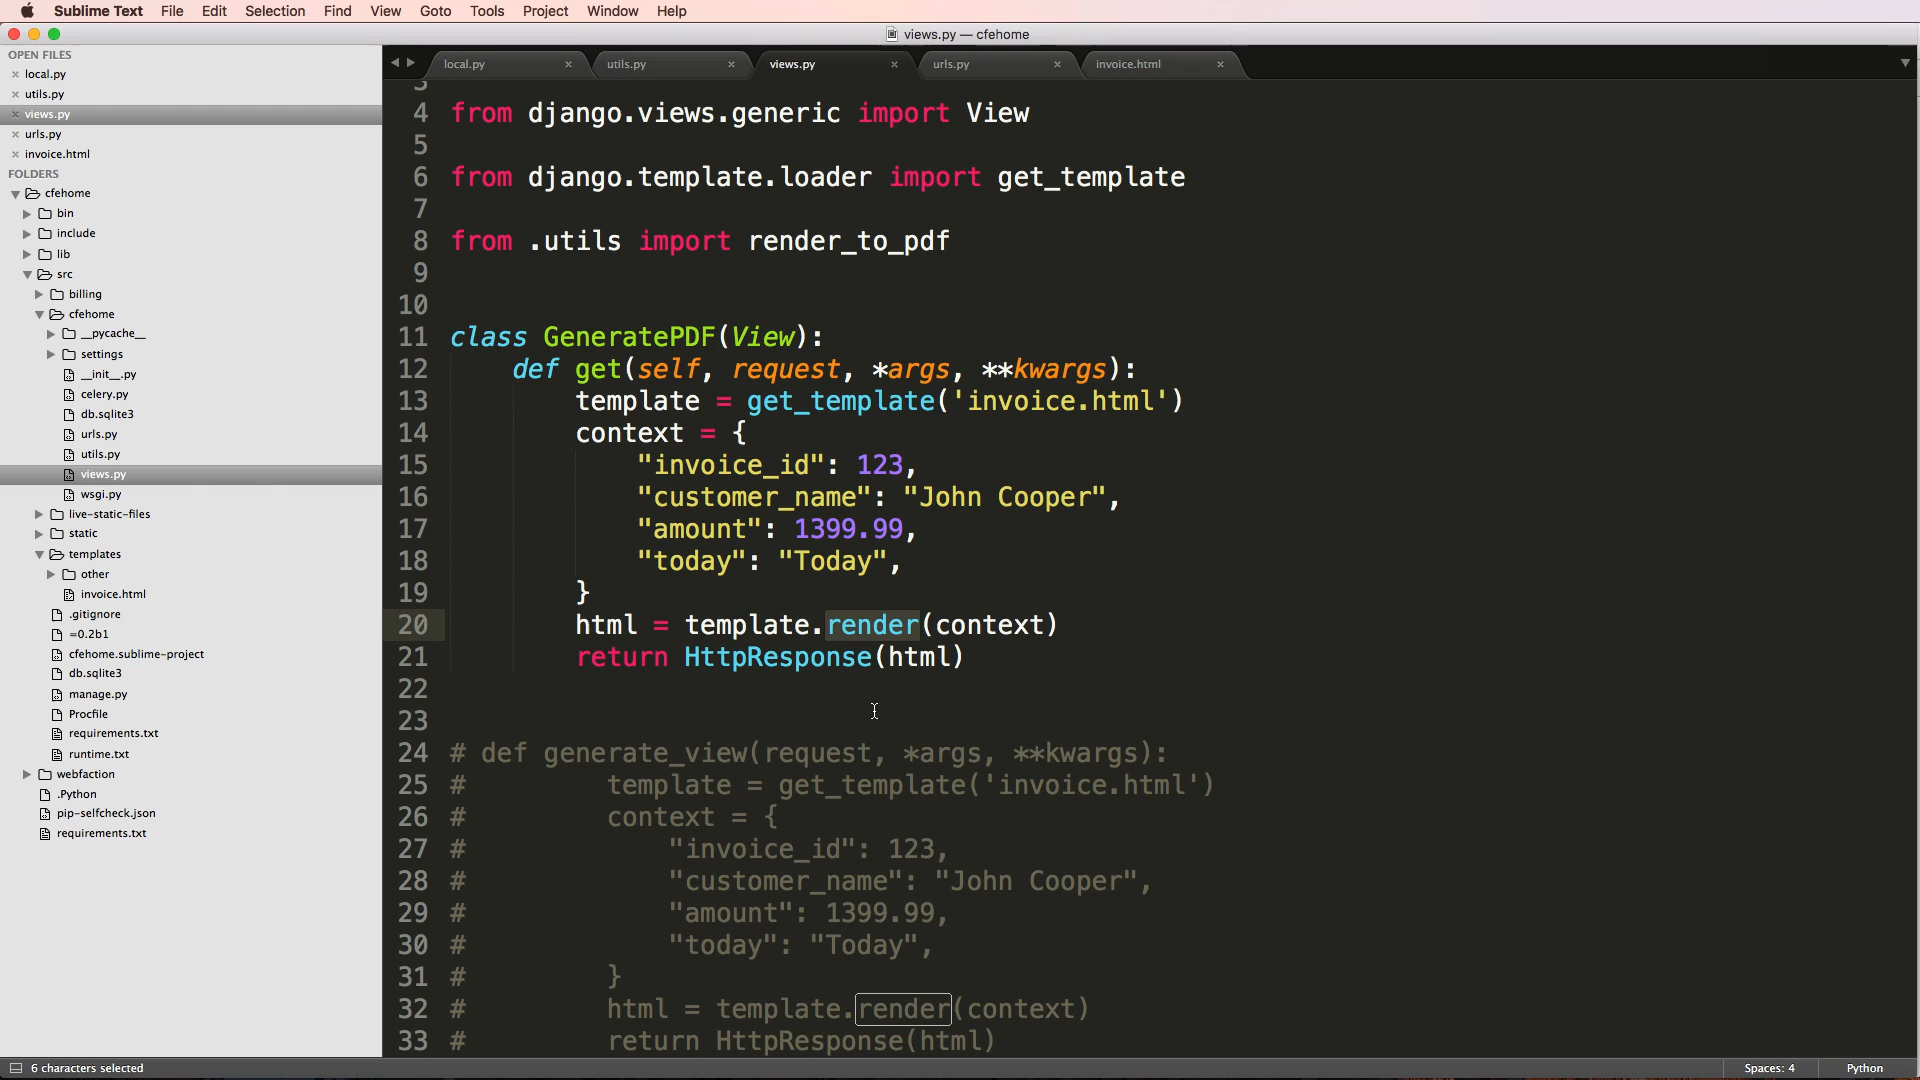 Sublime Text File Edit Selection Find View Goto Tools Project Window Help
views.py — cfehome
OPEN FILES
local.py
utils.py
views.py
urls.py
invoice.html
FOLDERS
cfehome
bin
include
lib
src
billing
cfehome
__pycache__
settings
__init__.py
celery.py
db.sqlite3
urls.py
utils.py
views.py
wsgi.py
live-static-files
static
templates
other
invoice.html
.gitignore
=0.2b1
cfehome.sublime-project
db.sqlite3
manage.py
Procfile
requirements.txt
runtime.txt
webfaction
.Python
pip-selfcheck.json
requirements.txt
local.py utils.py views.py urls.py invoice.html
4 from django.views.generic import View
5
6 from django.template.loader import get_template
7
8 from .utils import render_to_pdf
9
10
11 class GeneratePDF(View):
12     def get(self, request, *args, **kwargs):
13         template = get_template('invoice.html')
14         context = {
15             "invoice_id": 123,
16             "customer_name": "John Cooper",
17             "amount": 1399.99,
18             "today": "Today",
19         }
20         html = template.render(context)
21         return HttpResponse(html)
22
23
24 # def generate_view(request, *args, **kwargs):
25 #         template = get_template('invoice.html')
26 #         context = {
27 #             "invoice_id": 123,
28 #             "customer_name": "John Cooper",
29 #             "amount": 1399.99,
30 #             "today": "Today",
31 #         }
32 #         html = template.render(context)
33 #         return HttpResponse(html)
6 characters selected Spaces: 4 Python